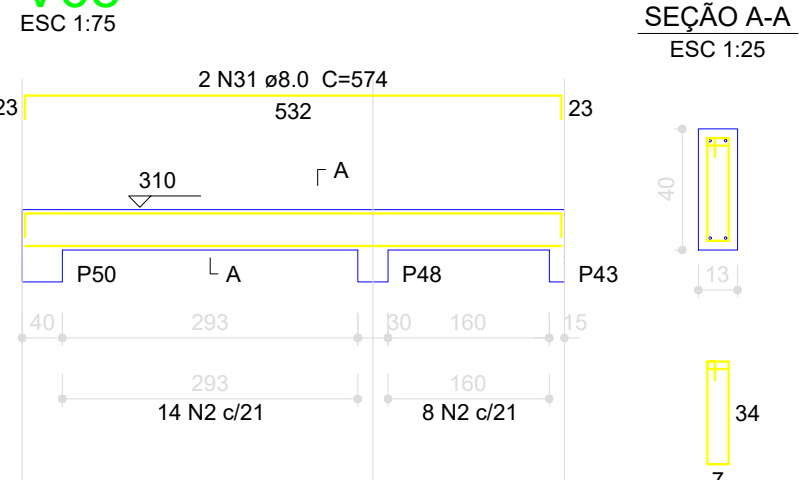 ESC 1:75
SEÇÃO A-A
ESC 1:25
2 N31 ø8.0 C=574
23
532
23
A
310
40
A
P50
P48
P43
13
40
293
30
160
15
293
160
14 N2 c/21
8 N2 c/21
34
7